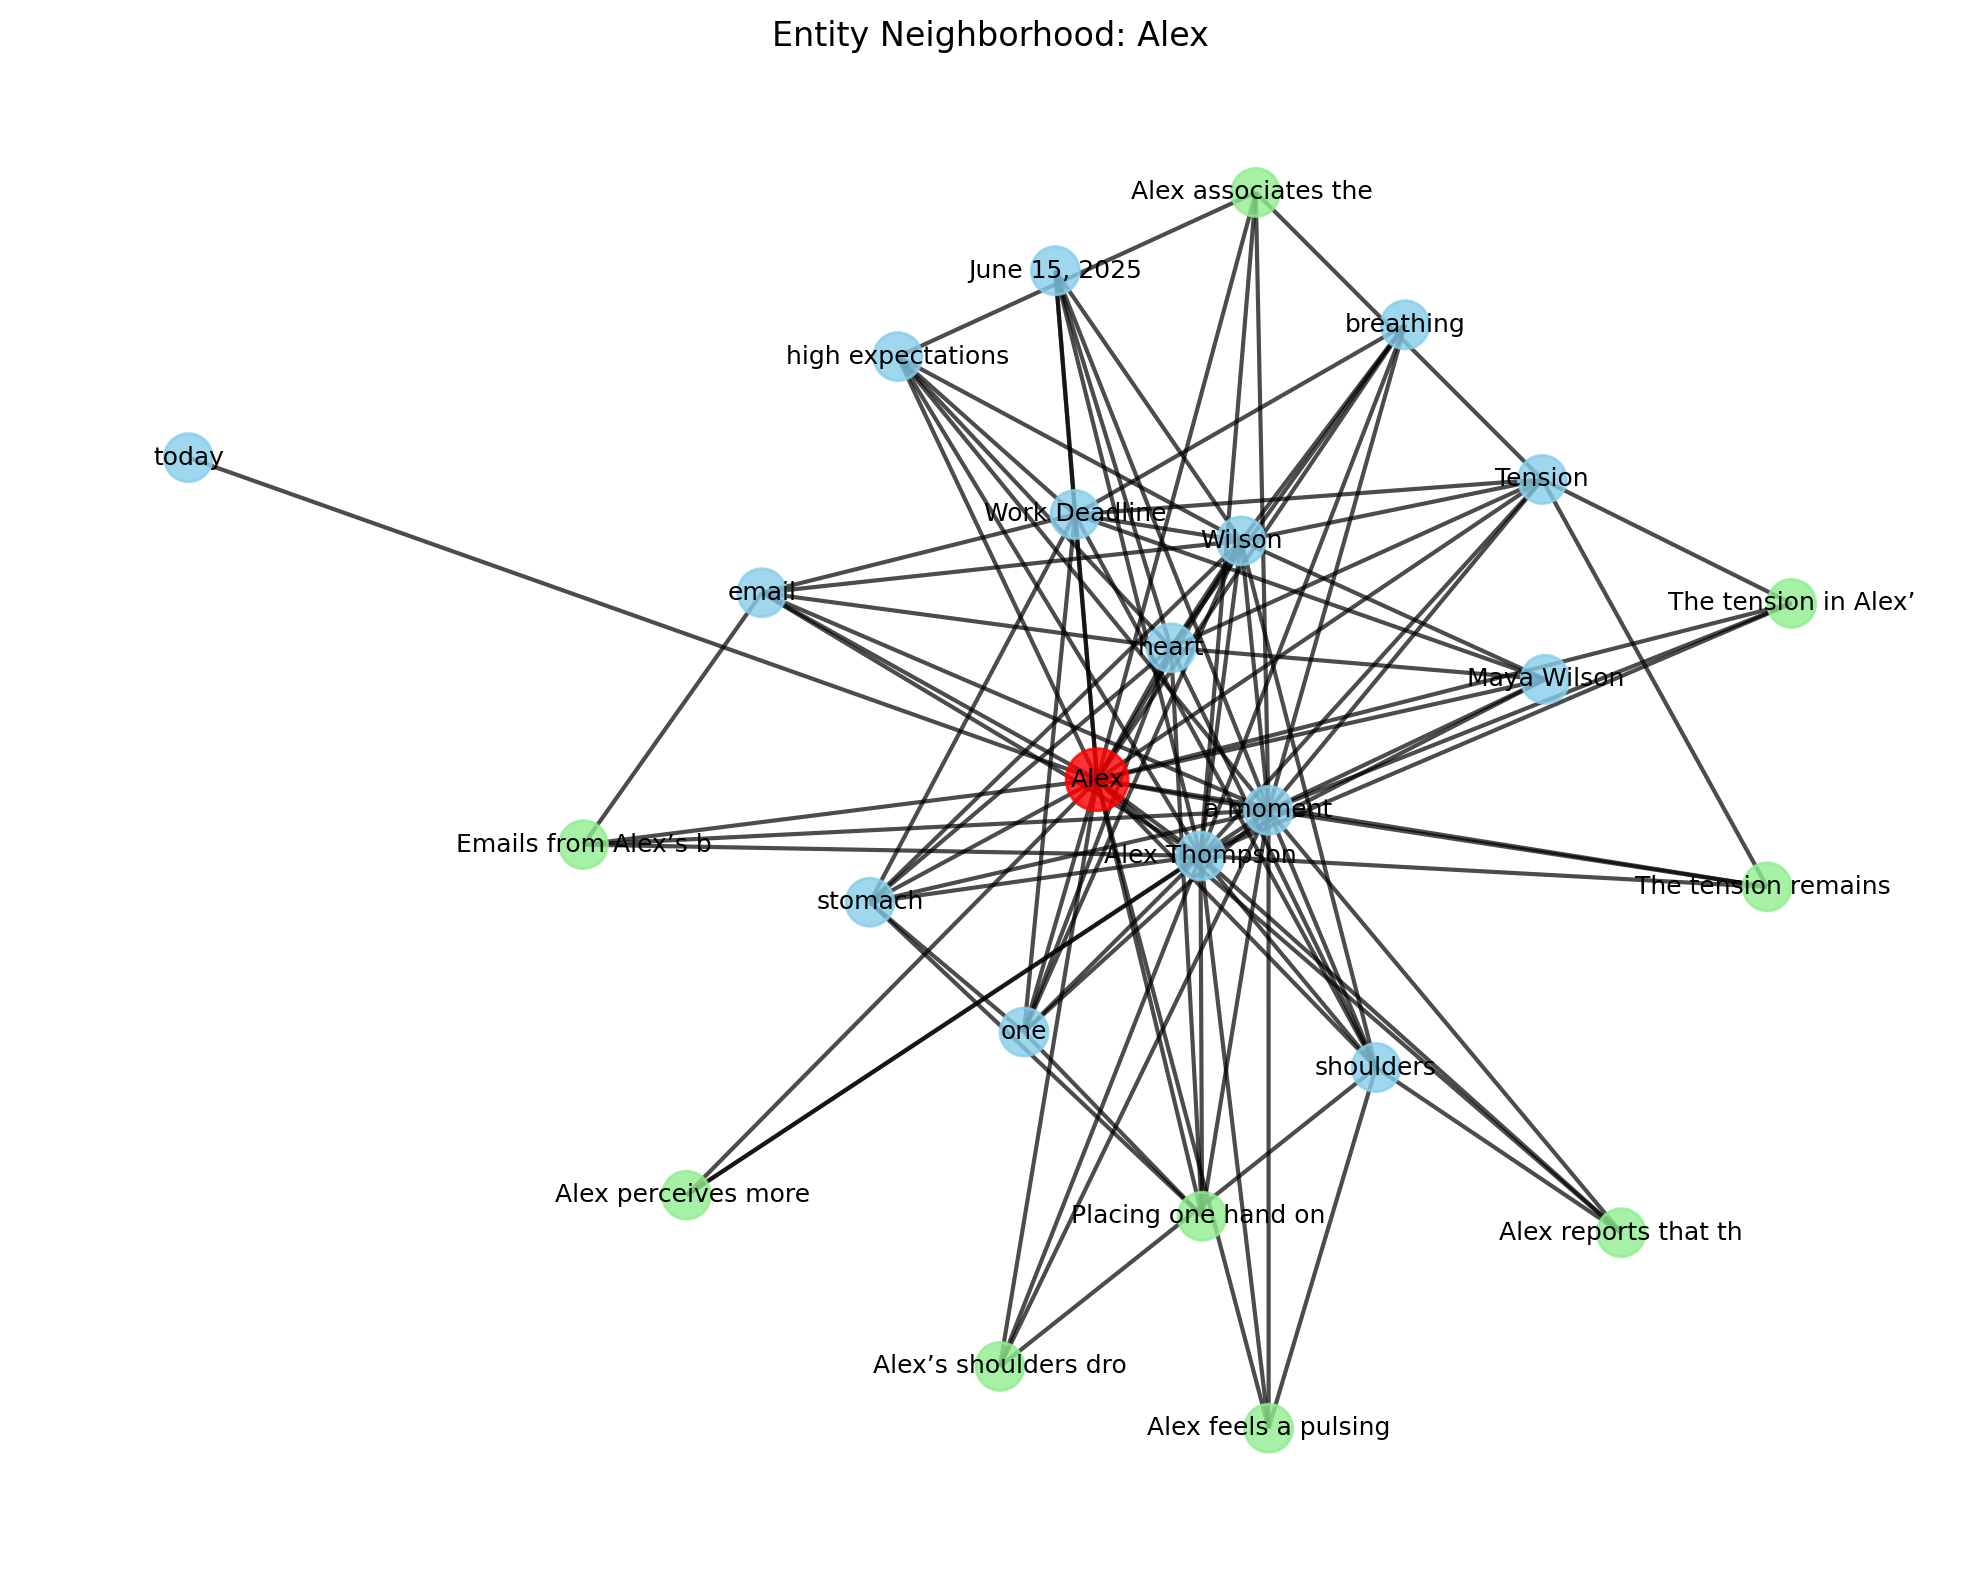 Entity Neighborhood: Alex
Alex associates the
June 15, 2025
breathing
high expectations
today
Tension
Work Deadline
Wilson
email
The tension in Alex’
heart
Maya Wilson
Alex
a moment
Emails from Alex’s b
Alex Thompson
The tension remains
stomach
one
shoulders
Alex perceives more
Placing one hand on
Alex reports that th
Alex’s shoulders dro
Alex feels a pulsing